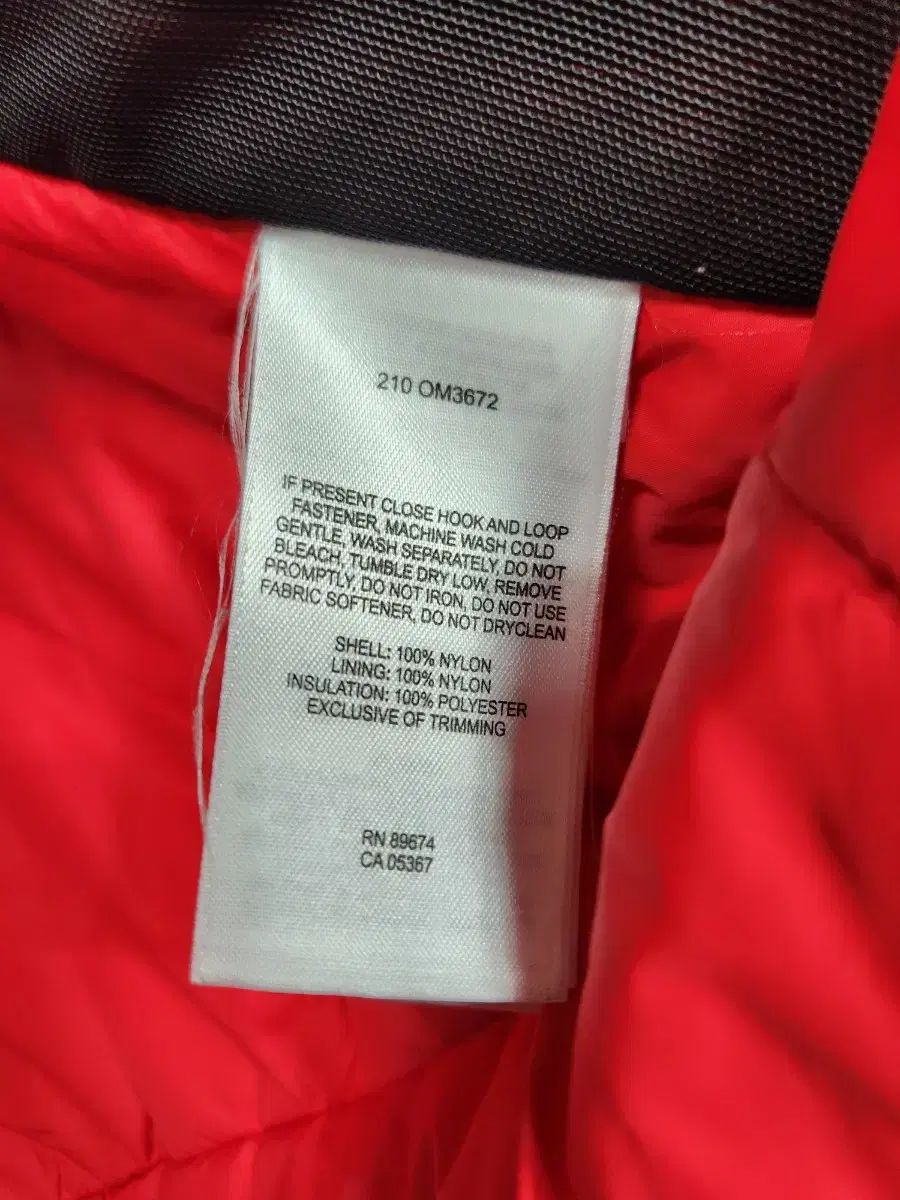 210 OM3672
IF PRESENT CLOSE HOOK AND LOOP
FASTENER, MACHINE WASH COLD
GENTLE, WASH SEPARATELY, DO NOT
BLEACH, TUMBLE DRY LOW, REMOVE
PROMPTLY, DO NOT IRON, DO NOT USE
FABRIC SOFTENER, DO NOT DRYCLEAN
SHELL: 100% NYLON
LINING: 100% NYLON
INSULATION: 100% POLYESTER
EXCLUSIVE OF TRIMMING
RN 89674
CA 05367